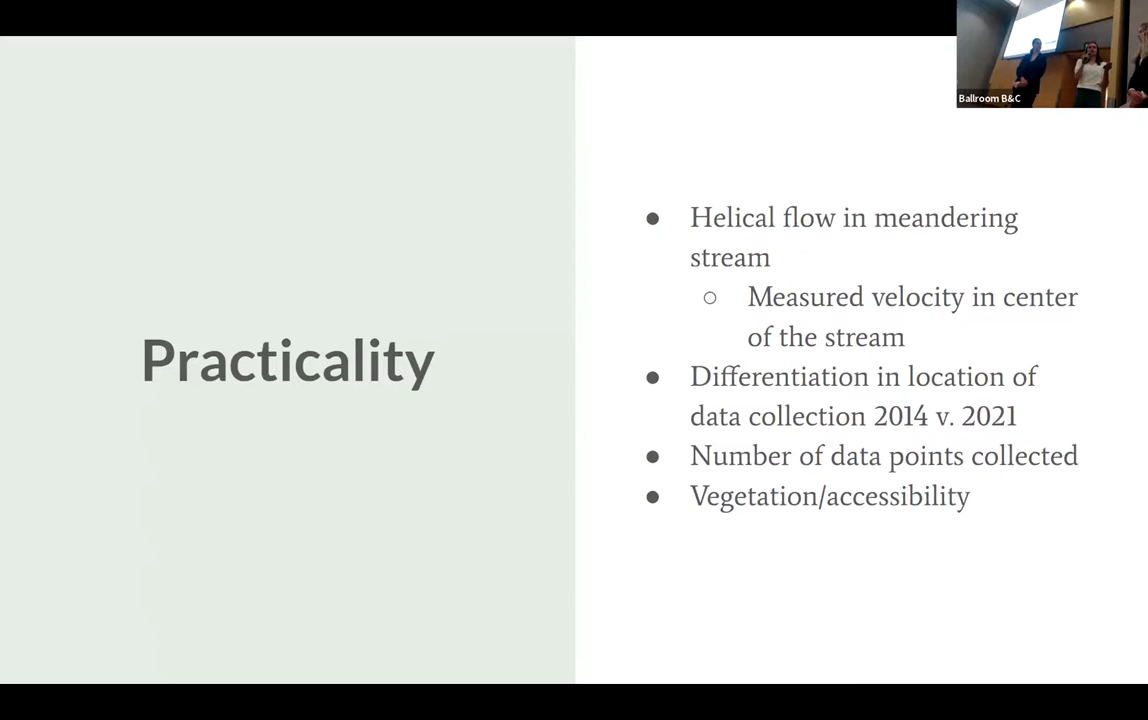 Ballroom B&C
Practicality
● Helical flow in meandering
stream
○ Measured velocity in center
of the stream
● Differentiation in location of
data collection 2014 v. 2021
● Number of data points collected
● Vegetation/accessibility